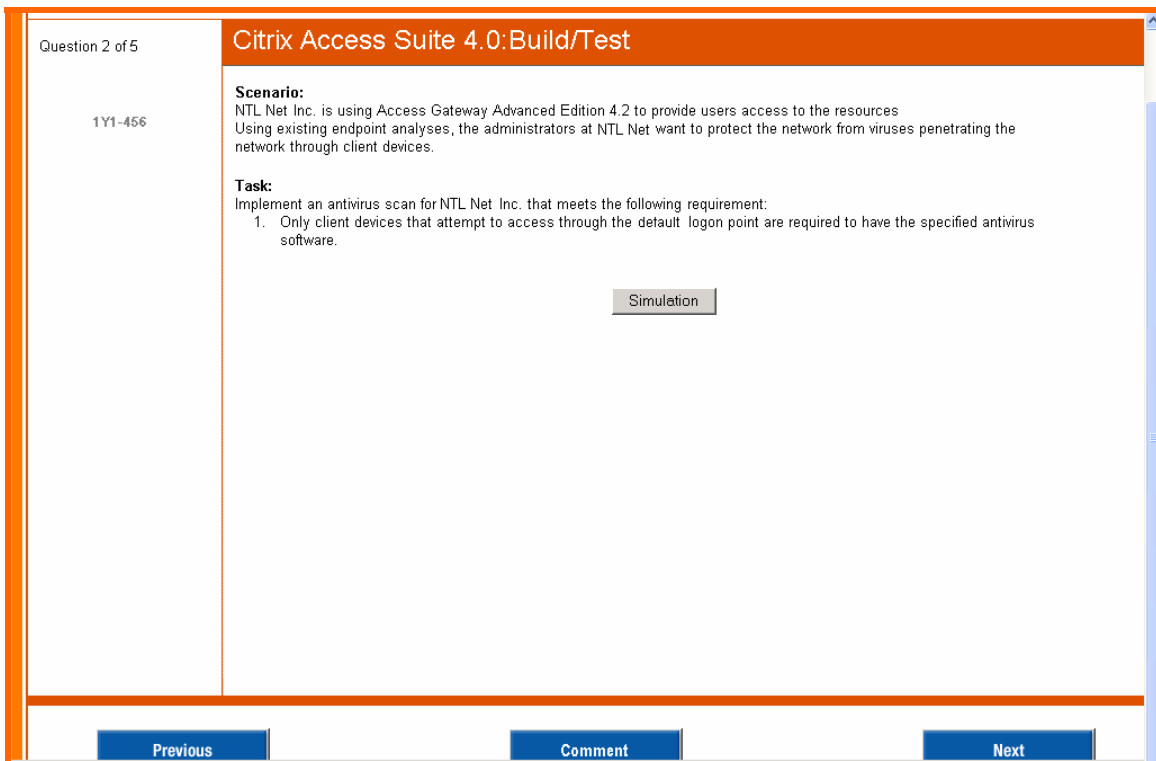 Question 2 of 5
1Y1-456
Citrix Access Suite 4.0:Build/Test
Scenario:
NTL Net Inc. is using Access Gateway Advanced Edition 4.2 to provide users access to the resources
Using existing endpoint analyses, the administrators at NTL Net want to protect the network from viruses penetrating the
network through client devices.
Task:
Implement an antivirus scan for NTL Net Inc. that meets the following requirement:
1. Only client devices that attempt to access through the default logon point are required to have the specified antivirus
software.
Simulation
Previous
Comment
Next